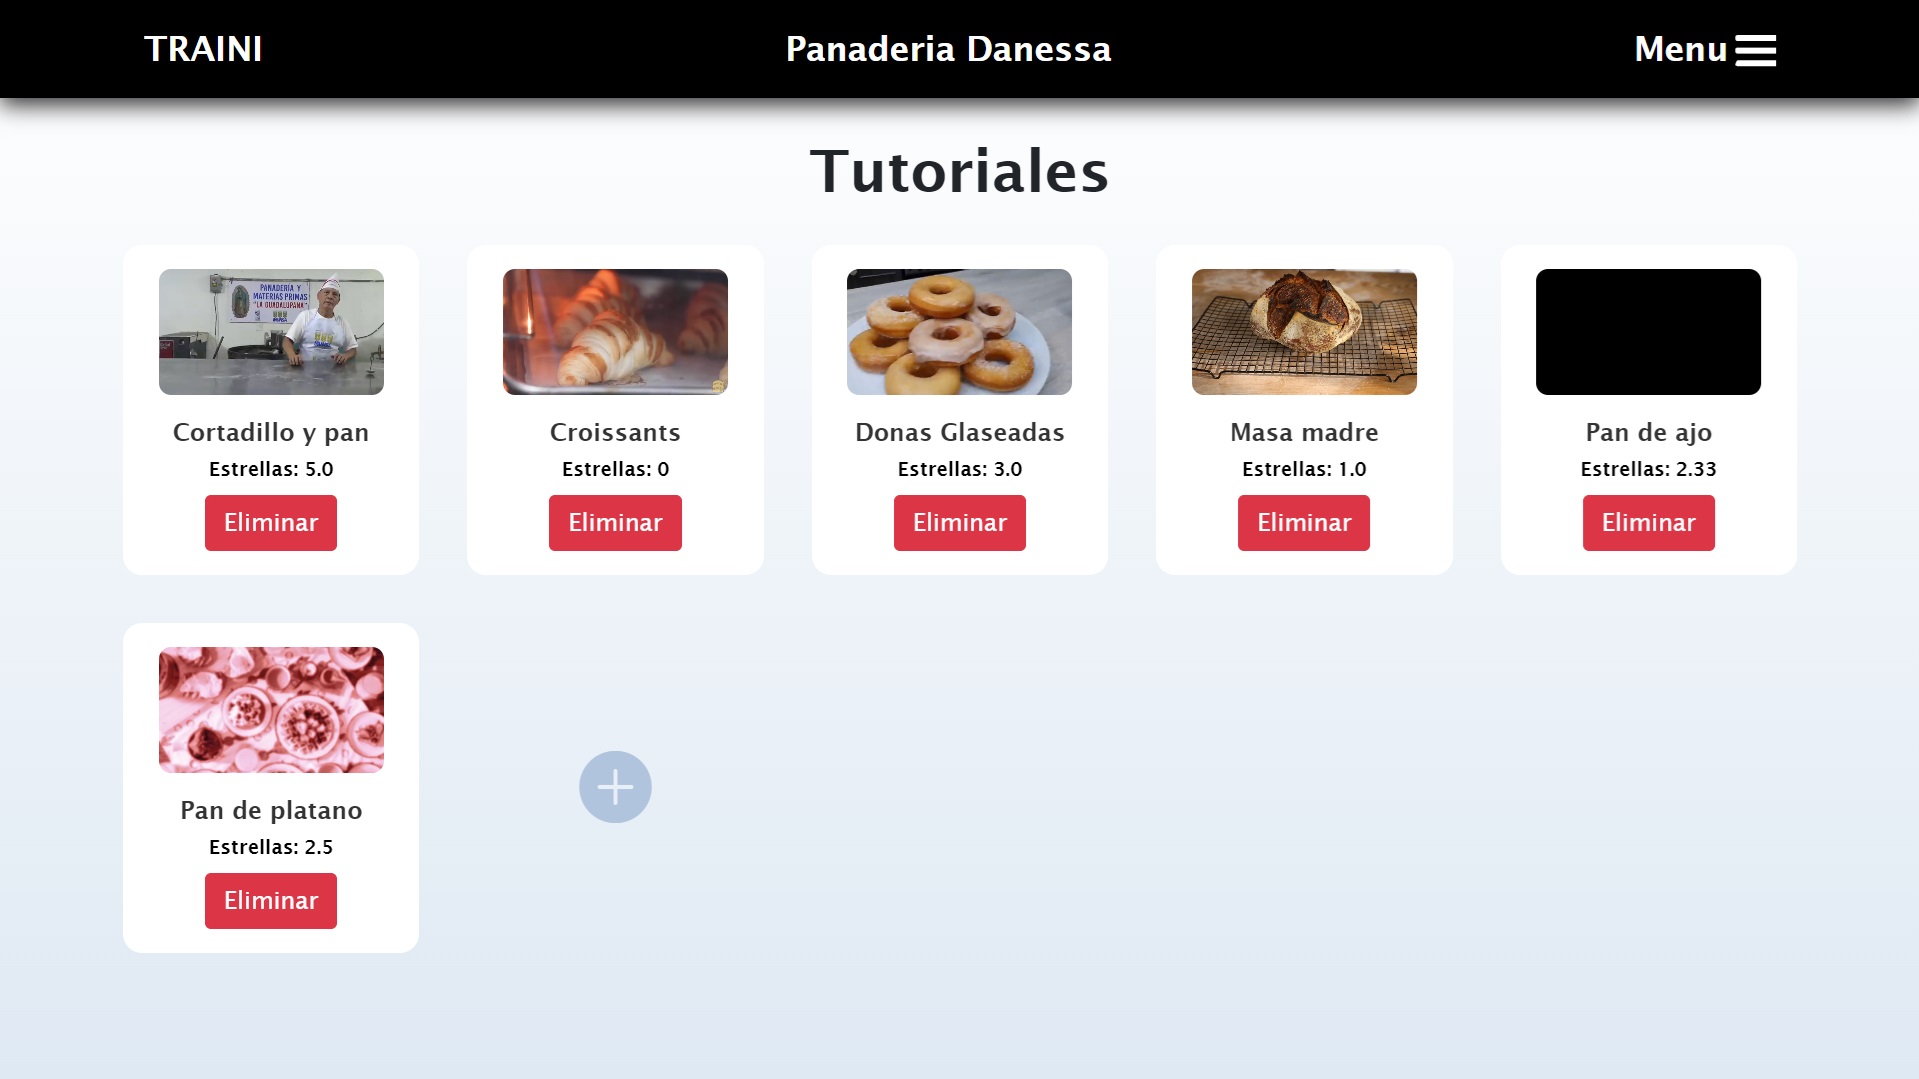 TRAINI
Panaderia Danessa
Menu
Tutoriales
PANADERÍA Y
MATERIAS PRIMAS
"LA GUADALUPANA"
Cortadillo y pan
Estrellas: 5.0
Eliminar
Croissants
Estrellas: 0
Eliminar
Donas Glaseadas
Estrellas: 3.0
Eliminar
Masa madre
Estrellas: 1.0
Eliminar
Pan de ajo
Estrellas: 2.33
Eliminar
Pan de platano
Estrellas: 2.5
Eliminar